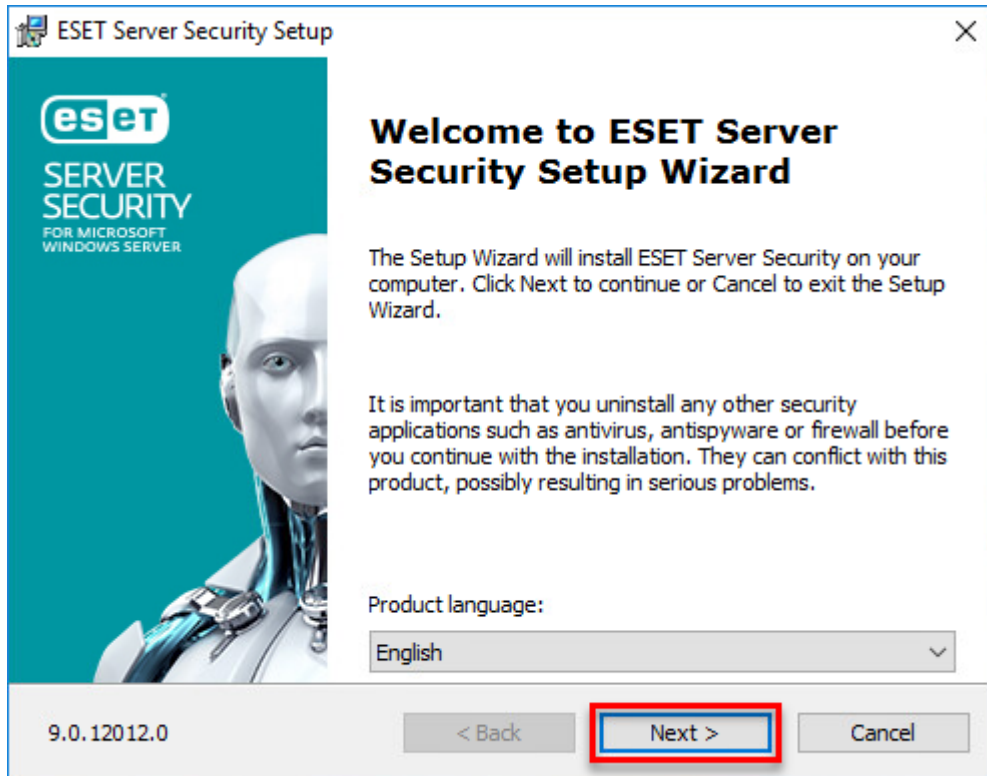 ESET Server Security Setup
eset
SERVER
SECURITY
FOR MICROSOFT
WINDOWS SERVER
Welcome to ESET Server
Security Setup Wizard
The Setup Wizard will install ESET Server Security on your
computer. Click Next to continue or Cancel to exit the Setup
Wizard.
It is important that you uninstall any other security
applications such as antivirus, antispyware or firewall before
you continue with the installation. They can conflict with this
product, possibly resulting in serious problems.
Product language:
English
9.0.12012.0
< Back
Next >
Cancel